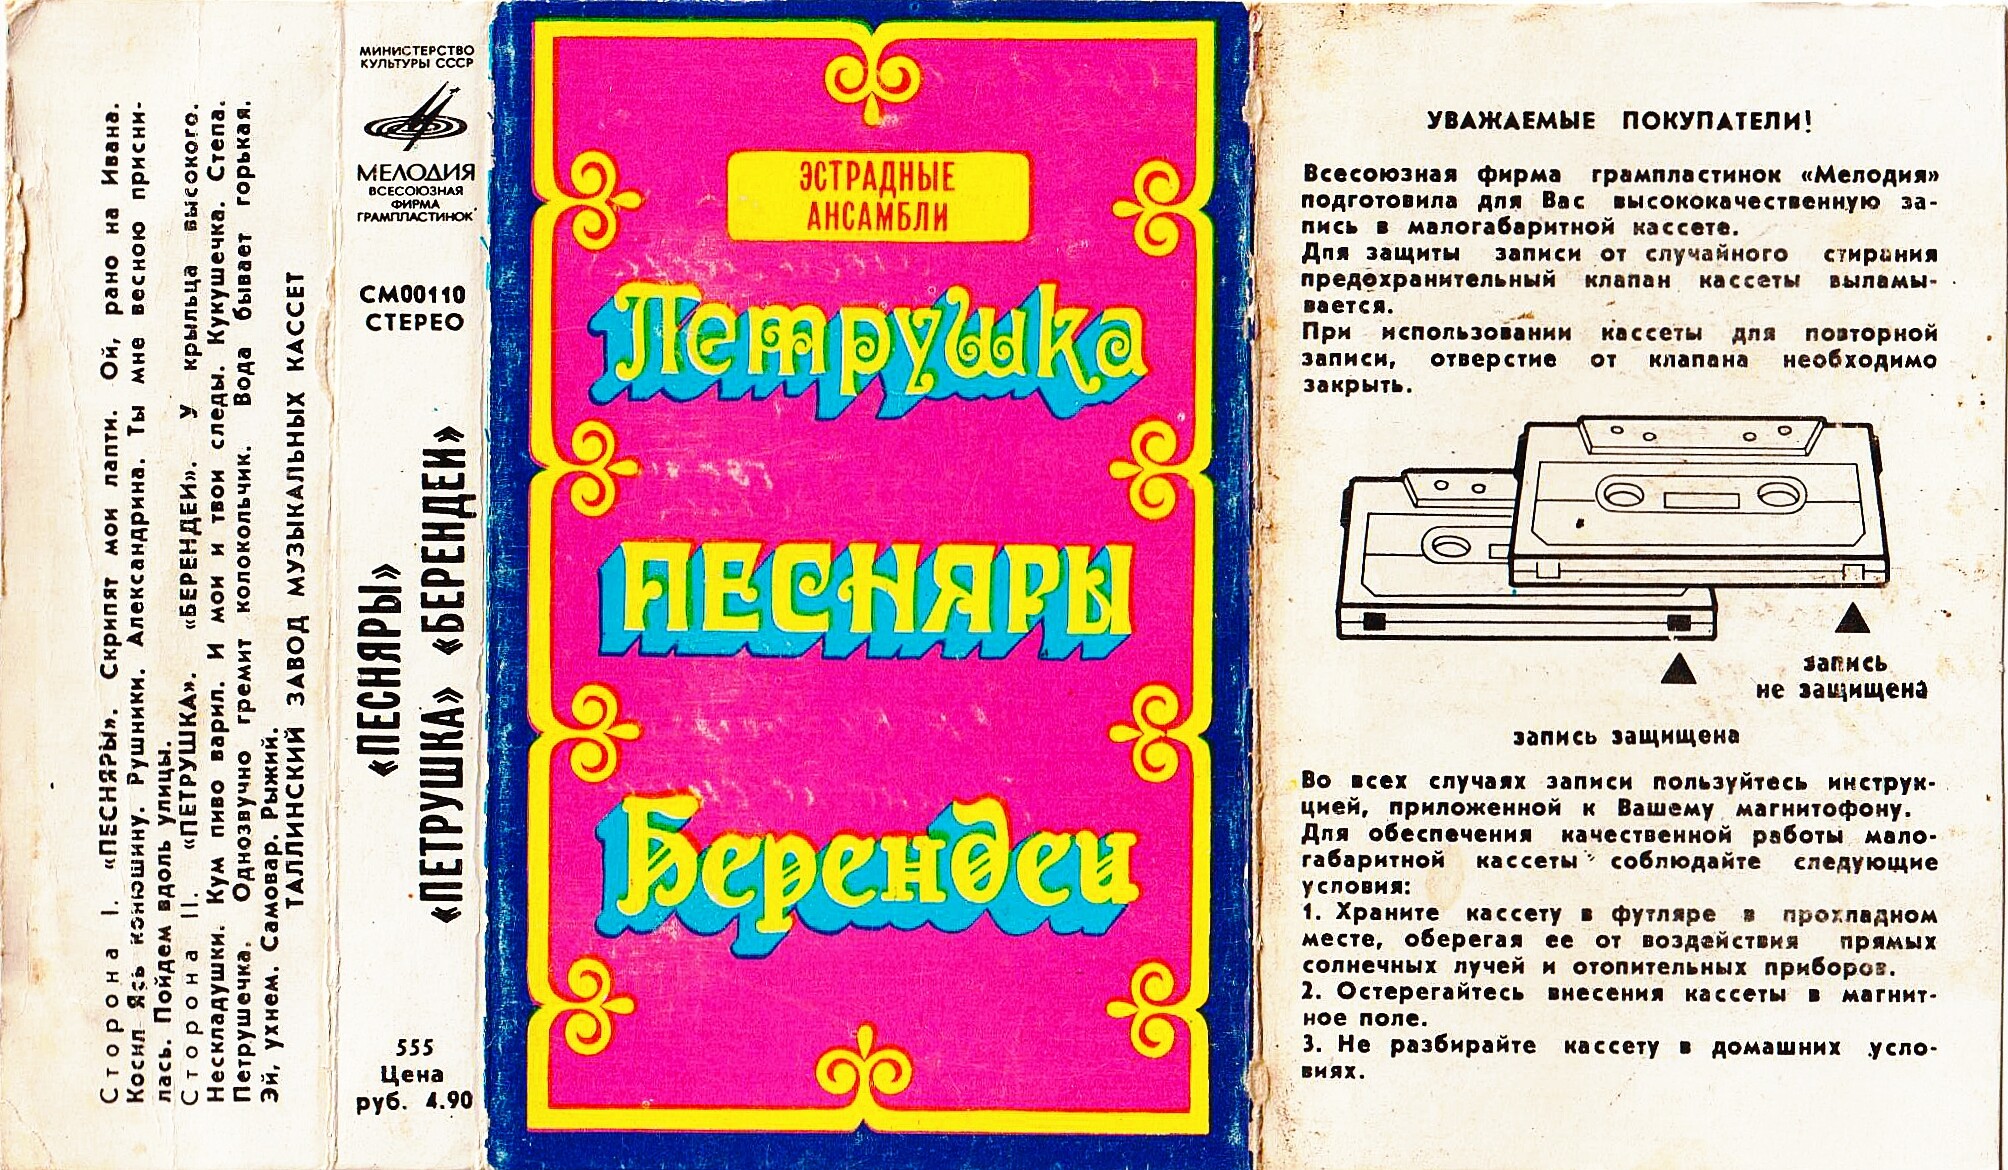 Сторона I. «ПЕСНЯРЫ». Скрипят мои лапти. Ой, рано на Ивана.
Косил Ясь конюшину. Рушники. Александрина. Ты мне весною присни-
лась. Пойдем вдоль улицы.
Сторона II. «ПЕТРУШКА». «БЕРЕНДЕИ». У крыльца высокого.
Нескладушки. Кум пиво варил. И мои и твои следы. Кукушечка. Степа.
Петрушечка. Однозвучно гремит колокольчик. Вода бывает горькая.
Эй, ухнем. Самовар. Рыжий.
ТАЛЛИНСКИЙ ЗАВОД МУЗЫКАЛЬНЫХ КАССЕТ
МИНИСТЕРСТВО
КУЛЬТУРЫ СССР
МЕЛОДИЯ
ВСЕСОЮЗНАЯ
ФИРМА
ГРАМПЛАСТИНОК
СМ00110
СТЕРЕО
«ПЕСНЯРЫ»
«ПЕТРУШКА» «БЕРЕНДЕИ»
555
Цена
руб. 4.90
ЭСТРАДНЫЕ
АНСАМБЛИ
Петрушка
ПЕСНЯРЫ
Берендеи
УВАЖАЕМЫЕ ПОКУПАТЕЛИ!
Всесоюзная фирма грампластинок «Мелодия»
подготовила для Вас высококачественную за-
пись в малогабаритной кассете.
Для защиты записи от случайного стирания
предохранительный клапан кассеты выламы-
вается.
При использовании кассеты для повторной
записи, отверстие от клапана необходимо
закрыть.
запись
не защищена
запись защищена
Во всех случаях записи пользуйтесь инструк-
цией, приложенной к Вашему магнитофону.
Для обеспечения качественной работы мало-
габаритной кассеты соблюдайте следующие
условия:
1. Храните кассету в футляре в прохладном
месте, оберегая ее от воздействия прямых
солнечных лучей и отопительных приборов.
2. Остерегайтесь внесения кассеты в магнит-
ное поле.
3. Не разбирайте кассету в домашних усло-
виях.